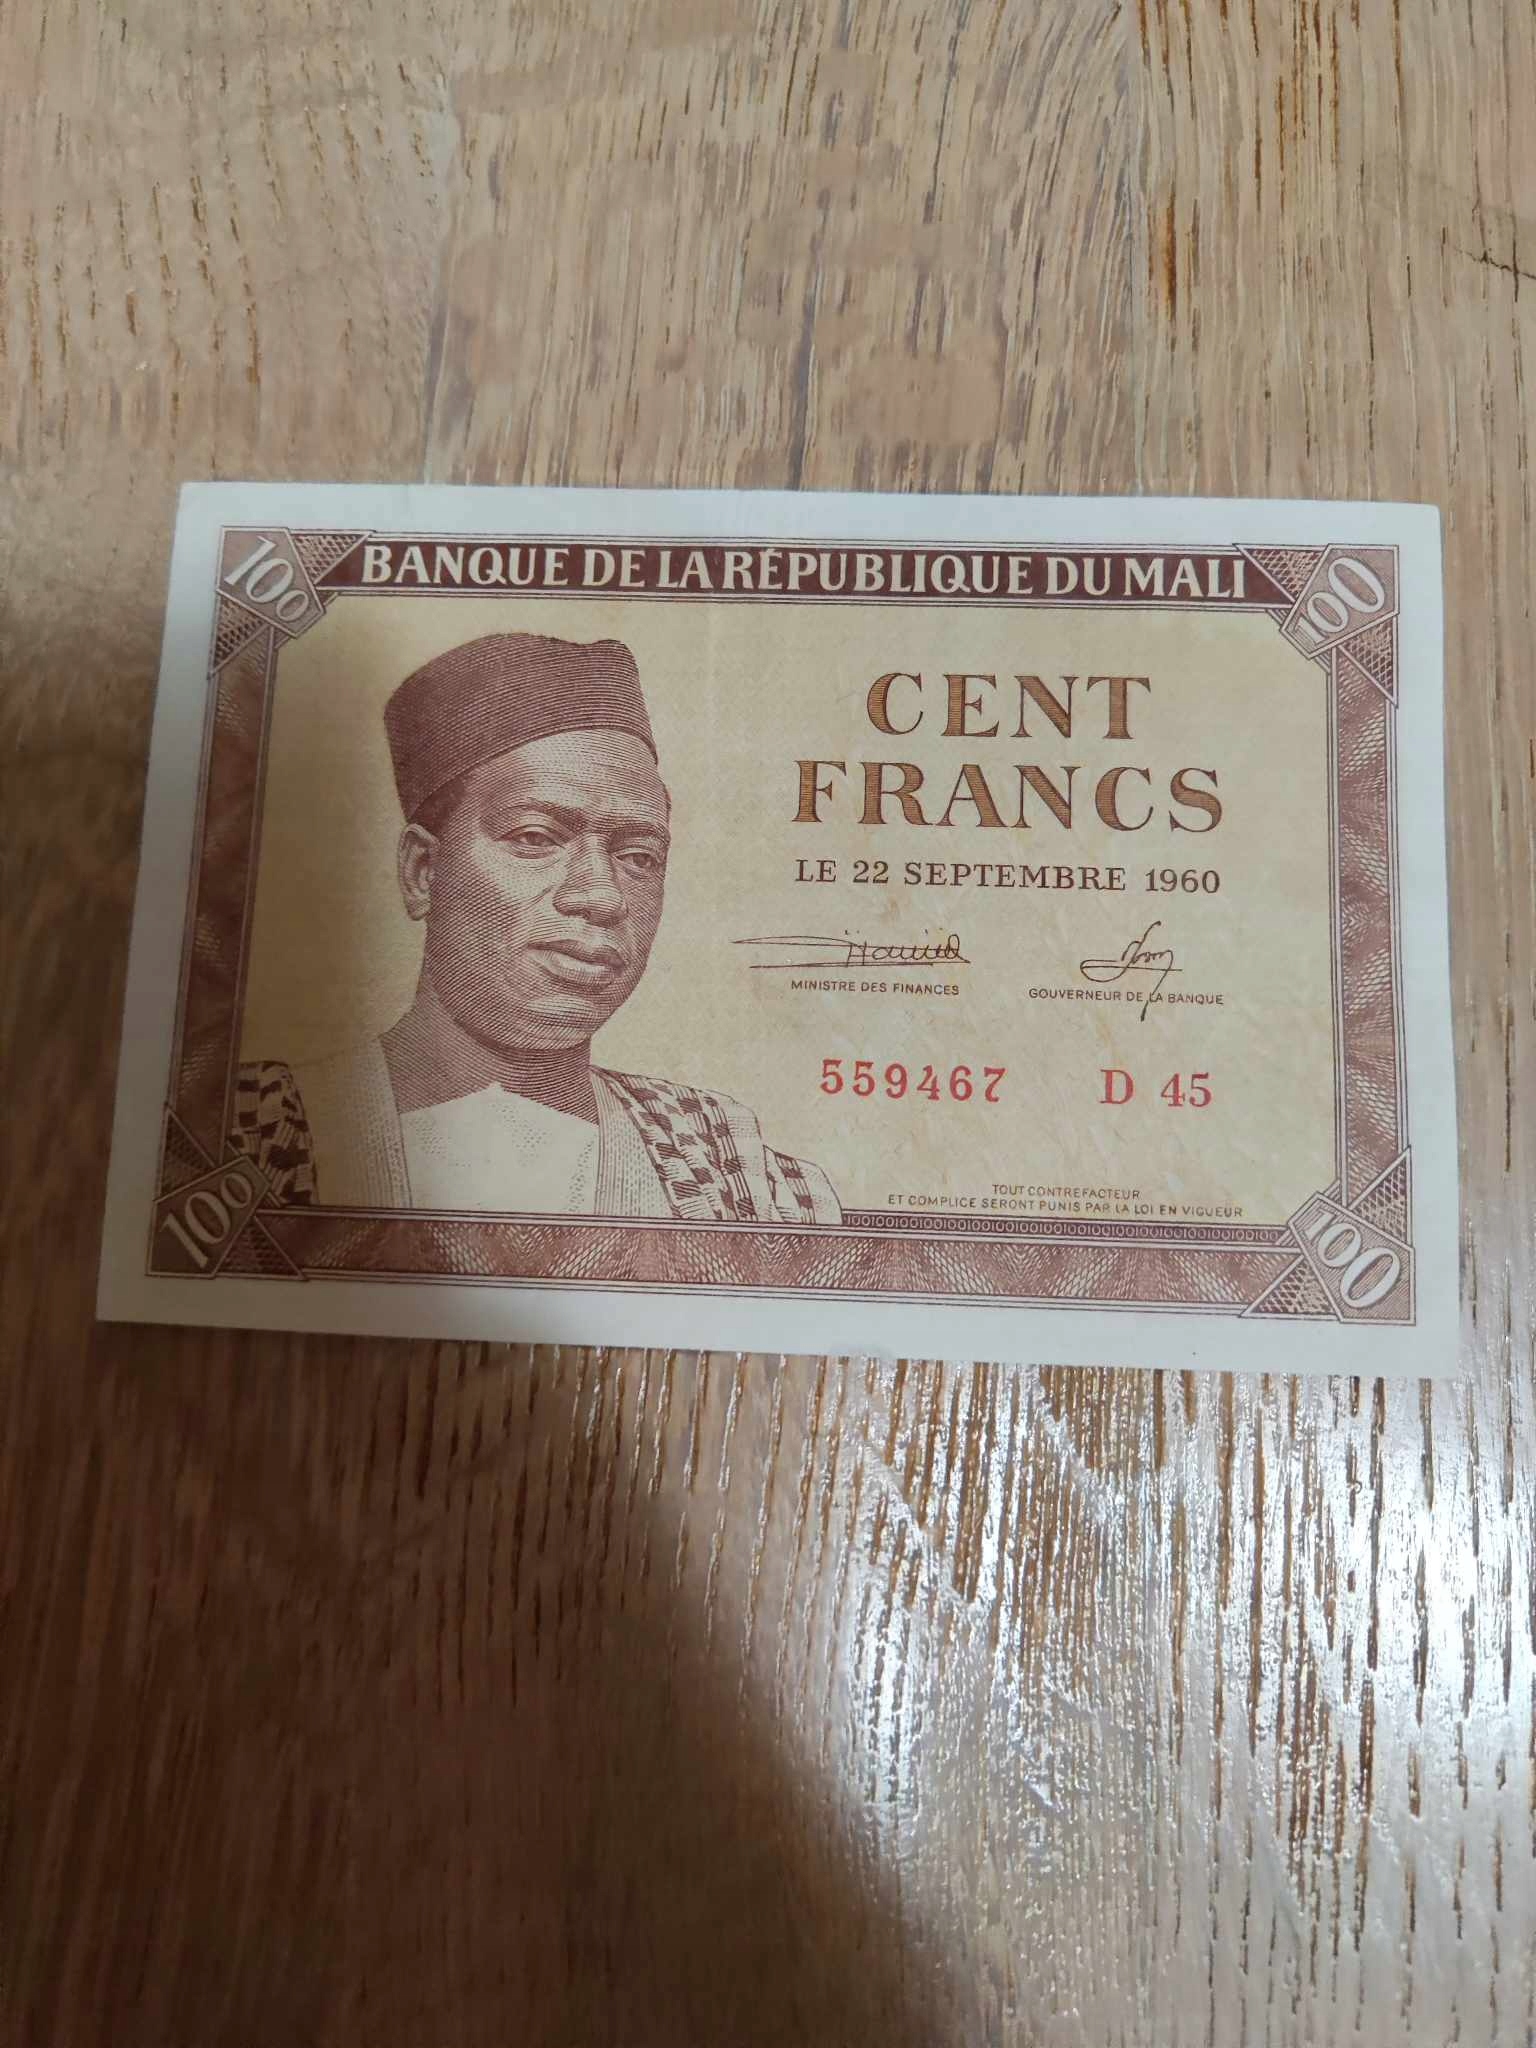 100
BANQUE DE LA RÉPUBLIQUE DU MALI
100
CENT
FRANCS
LE 22 SEPTEMBRE 1960
MINISTRE DES FINANCES
GOUVERNEUR DE LA BANQUE
559467 D 45
TOUT CONTREFACTEUR
ET COMPLICE SERONT PUNIS PAR LA LOI EN VIGUEUR
100
100100100100100100100100100100100100100100100100
100